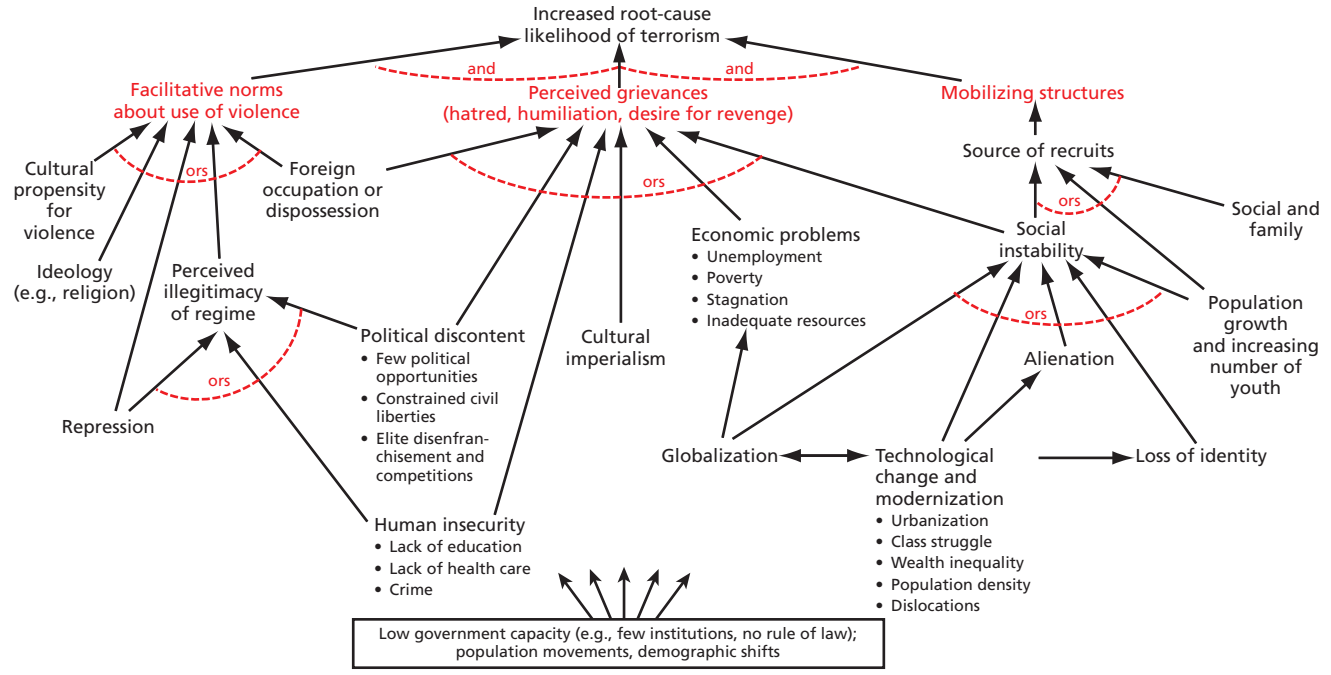 Increased root-cause
likelihood of terrorism
and
and
Facilitative norms
about use of violence
Perceived grievances
(hatred, humiliation, desire for revenge)
Mobilizing structures
Source of recruits
Cultural
propensity
for
violence
ors
Foreign
occupation or
dispossession
ors
ors
Social and
family
Ideology
(e.g., religion)
Perceived
illegitimacy
of regime
Economic problems
• Unemployment
• Poverty
• Stagnation
• Inadequate resources
Social
instability
Political discontent
• Few political
opportunities
• Constrained civil
liberties
• Elite disenfran-
chisement and
competitions
Cultural
imperialism
ors
Alienation
Population
growth
and increasing
number of
youth
ors
Repression
Globalization
Technological
change and
modernization
• Urbanization
• Class struggle
• Wealth inequality
• Population density
• Dislocations
Loss of identity
Human insecurity
• Lack of education
• Lack of health care
• Crime
Low government capacity (e.g., few institutions, no rule of law);
population movements, demographic shifts